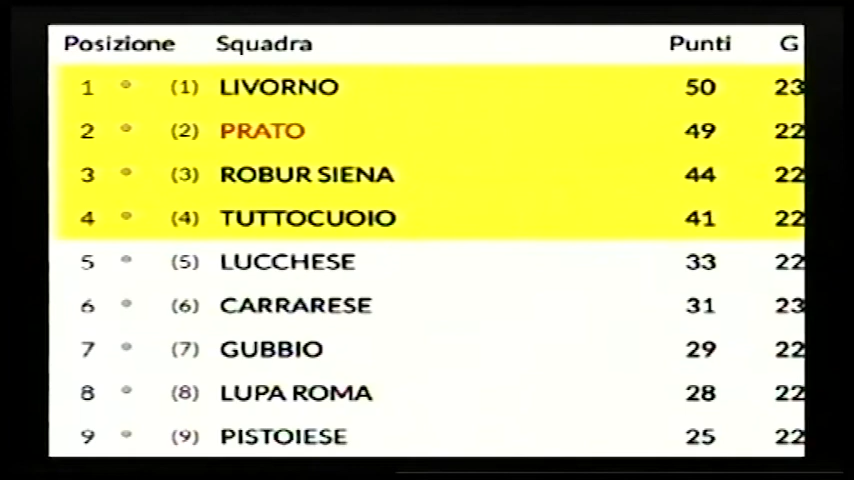 Posizione Squadra Punti G
1 (1) LIVORNO 50 23
2 (2) PRATO 49 22
3 (3) ROBUR SIENA 44 22
4 (4) TUTTOCUOIO 41 22
5 (5) LUCCHESE 33 22
6 (6) CARRARESE 31 23
7 (7) GUBBIO 29 22
8 (8) LUPA ROMA 28 22
9 (9) PISTOIESE 25 22